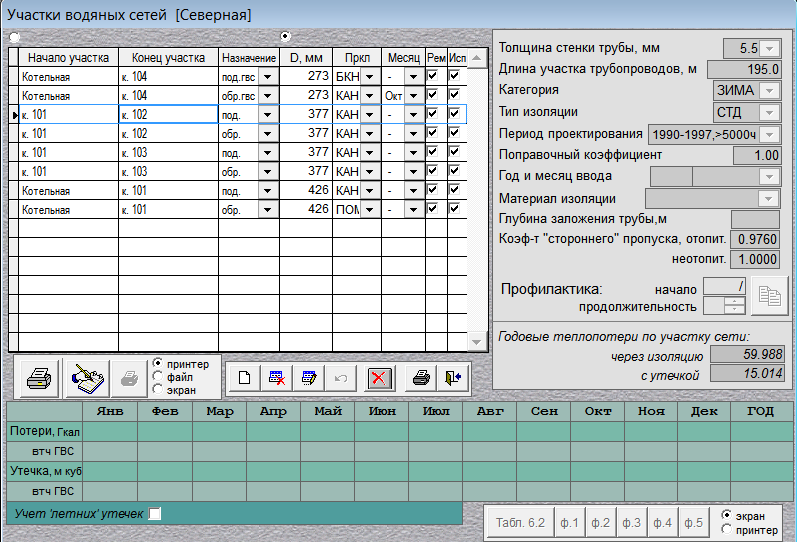 Участки водяных сетей [Северная]
Начало участка Конец участка Назначение D, мм Пркл Месяц Рем Исп
Котельная к. 104 под.гвс 273 БКН -
Котельная к. 104 обр.гвс 273 КАН Окт
к. 101 к. 102 под. 377 КАН -
к. 101 к. 102 обр. 377 КАН -
к. 101 к. 103 под. 377 КАН -
к. 101 к. 103 обр. 377 КАН -
Котельная к. 101 под. 426 КАН -
Котельная к. 101 обр. 426 ПОМ -
Толщина стенки трубы, мм 5.5
Длина участка трубопроводов, м 195.0
Категория ЗИМА
Тип изоляции СТД
Период проектирования 1990-1997,>5000ч
Поправочный коэффициент 1.00
Год и месяц ввода
Материал изоляции
Глубина заложения трубы,м
Коэф-т "стороннего" пропуска, отопит. 0.9760
неотопит. 1.0000
Профилактика: начало /
продолжительность
Годовые теплопотери по участку сети:
через изоляцию 59.988
с утечкой 15.014
принтер
файл
экран
Янв Фев Мар Апр Май Июн Июл Авг Сен Окт Ноя Дек ГОД
Потери, Гкал
втч ГВС
Утечка, м куб
втч ГВС
Учет 'летних' утечек
Табл. 6.2 ф.1 ф.2 ф.3 ф.4 ф.5
экран
принтер